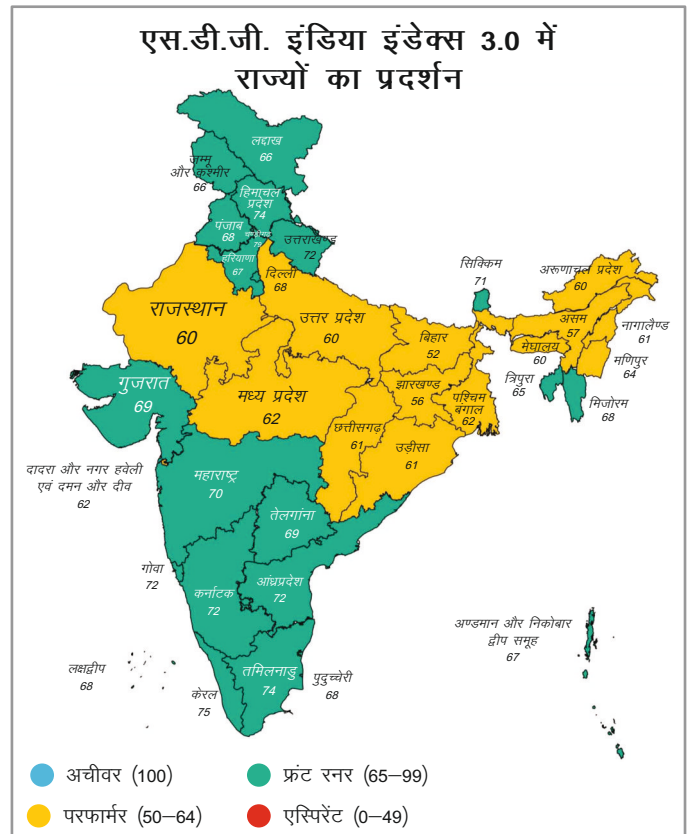 एस.डी.जी. इंडिया इंडेक्स 3.0 में
राज्यों का प्रदर्शन
लद्दाख
66
जम्मू
और कश्मीर
66
हिमाचल
प्रदेश
74
पंजाब
68
चण्डीगढ़
79
उत्तराखण्ड
72
हरियाणा
67
दिल्ली
68
सिक्किम
71
अरूणाचल प्रदेश
60
राजस्थान
60
उत्तर प्रदेश
60
बिहार
52
असम
57
नागालैण्ड
61
मेघालय
60
मणिपुर
64
त्रिपुरा
65
मिजोरम
68
गुजरात
69
मध्य प्रदेश
62
झारखण्ड
56
पश्चिम
बंगाल
62
छत्तीसगढ़
61
उड़ीसा
61
दादरा और नगर हवेली
एवं दमन और दीव
62
महाराष्ट्र
70
तेलगांना
69
गोवा
72
कर्नाटक
72
आंध्रप्रदेश
72
अण्डमान और निकोबार
द्वीप समूह
67
लक्षद्वीप
68
केरल
75
तमिलनाडु
74
पुदुच्चेरी
68
अचीवर (100)
फ्रंट रनर (65–99)
परफार्मर (50–64)
एस्पिरेंट (0–49)